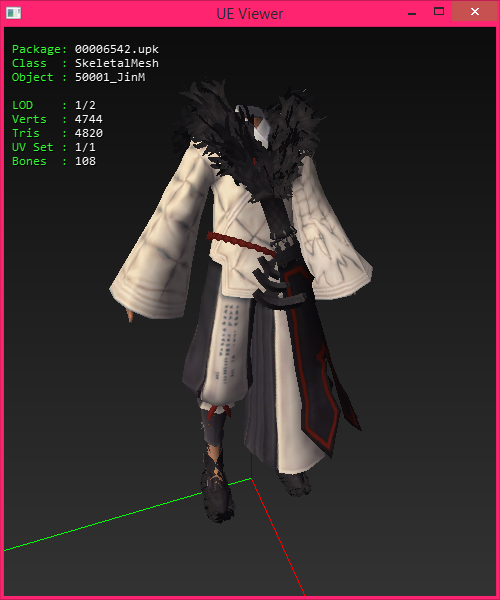 UE Viewer
Package: 00006542.upk
Class : SkeletalMesh
Object : 50001_JinM
LOD : 1/2
Verts : 4744
Tris : 4820
UV Set : 1/1
Bones : 108